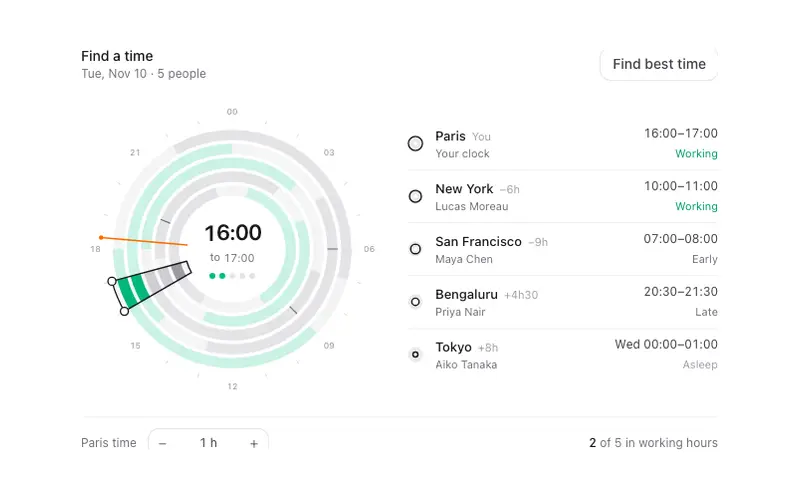 Find a time
Tue, Nov 10 · 5 people
Find best time
00
03
06
09
12
15
18
21
16:00
to 17:00
Paris You
Your clock
16:00–17:00
Working
New York −6h
Lucas Moreau
10:00–11:00
Working
San Francisco −9h
Maya Chen
07:00–08:00
Early
Bengaluru +4h30
Priya Nair
20:30–21:30
Late
Tokyo +8h
Aiko Tanaka
Wed 00:00–01:00
Asleep
Paris time
− 1 h +
2 of 5 in working hours